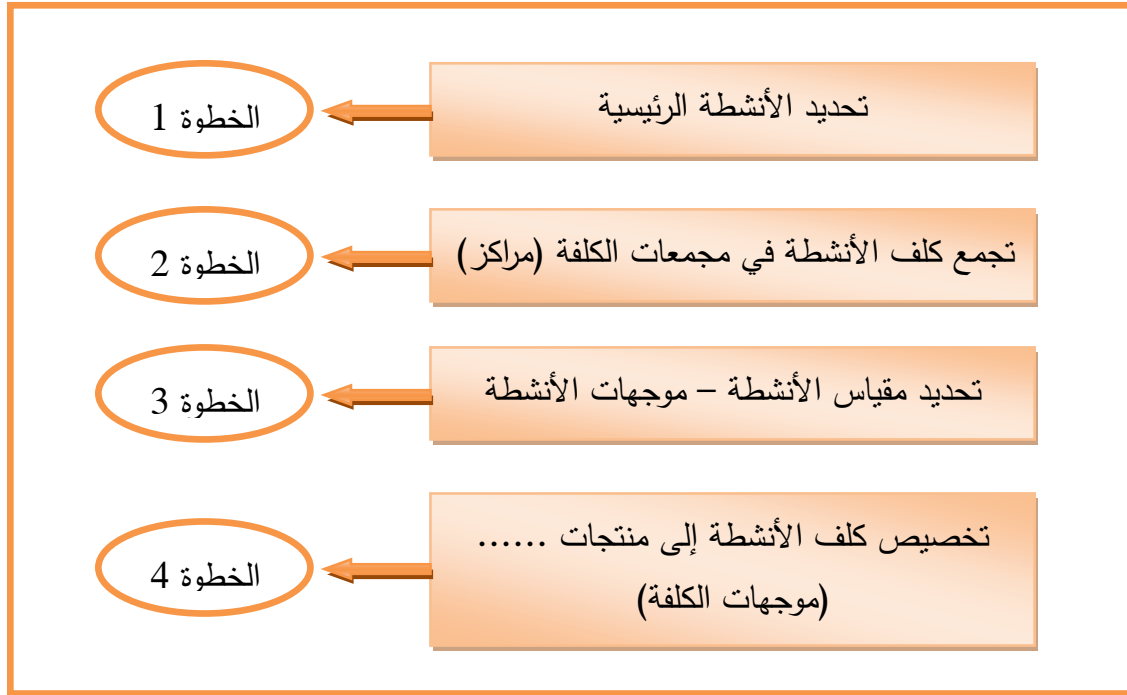 الخطوة 1
تحديد الأنشطة الرئيسية
الخطوة 2
تجمع كلف الأنشطة في مجمعات الكلفة (مراكز)
الخطوة 3
تحديد مقياس الأنشطة – موجهات الأنشطة
الخطوة 4
تخصيص كلف الأنشطة إلى منتجات ......
(موجهات الكلفة)